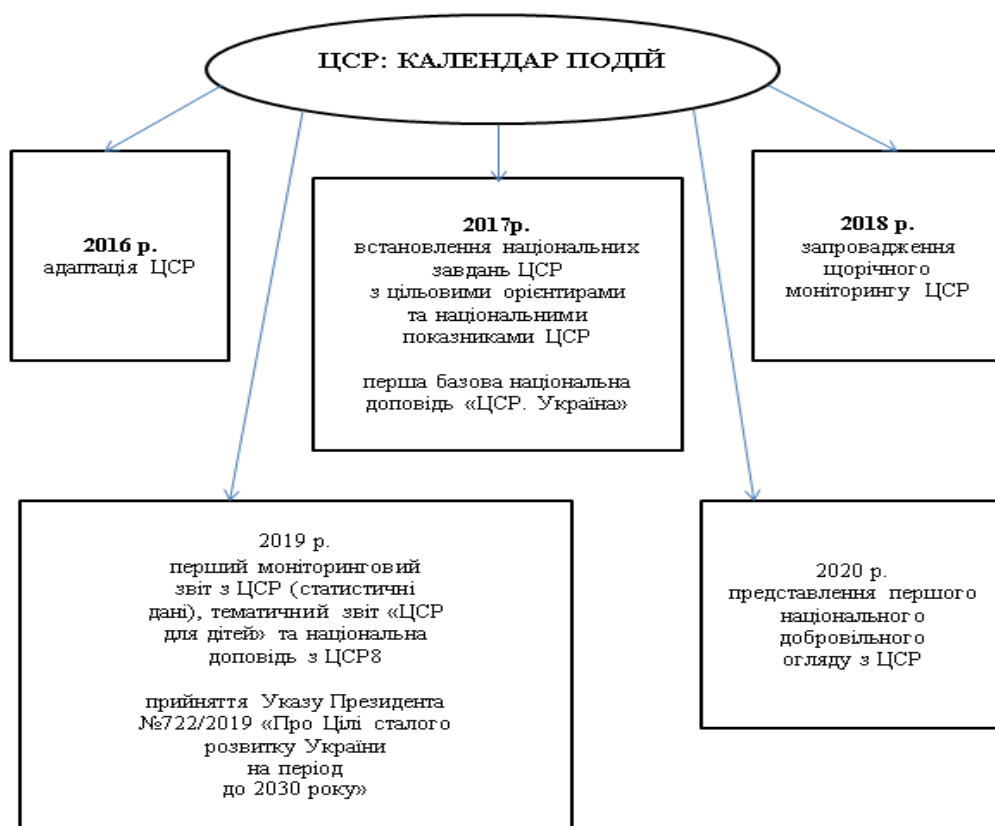 ЦСР: КАЛЕНДАР ПОДІЙ
2016 р.
адаптація ЦСР
2017р.
встановлення національних
завдань ЦСР
з цільовими орієнтирами
та національними
показниками ЦСР
перша базова національна
доповідь «ЦСР. Україна»
2018 р.
запровадження
щорічного
моніторингу ЦСР
2019 р.
перший моніторинговий
звіт з ЦСР (статистичні
дані), тематичний звіт «ЦСР
для дітей» та національна
доповідь з ЦСР8
прийняття Указу Президента
№722/2019 «Про Цілі сталого
розвитку України
на період
до 2030 року»
2020 р.
представлення першого
національного
добровільного
огляду з ЦСР